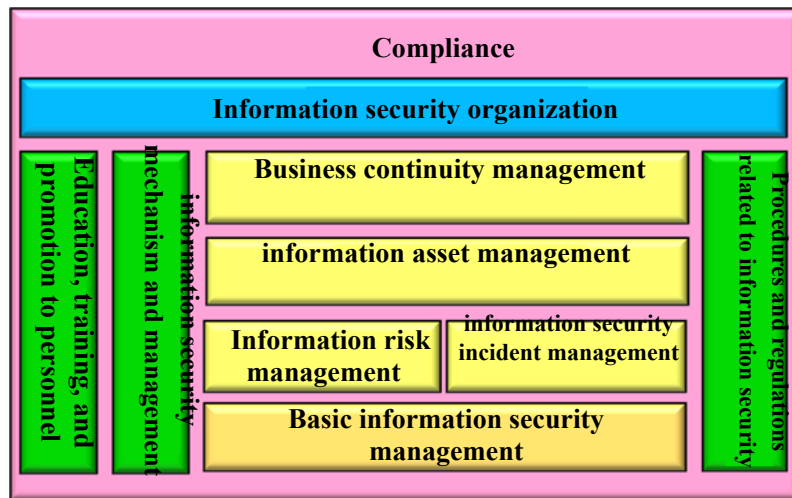 Compliance
Information security organization
Education, training, and
promotion to personnel
information security
mechanism and management
Business continuity management
information asset management
Information risk
management
information security
incident management
Basic information security
management
Procedures and regulations
related to information security